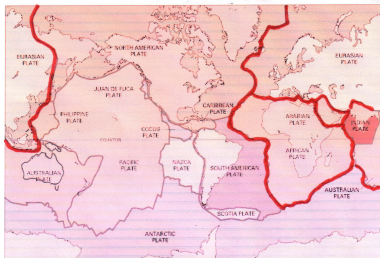 EURASIAN
PLATE
NORTH AMERICAN
PLATE
EURASIAN
PLATE
JUAN DE FUCA
PLATE
CARIBBEAN
PLATE
PHILIPPINE
PLATE
ARABIAN
PLATE
INDIAN
PLATE
COCOS
PLATE
EQUATOR
AFRICAN
PLATE
PACIFIC
PLATE
NAZCA
PLATE
SOUTH AMERICAN
PLATE
AUSTRALIAN
PLATE
AUSTRALIAN
PLATE
SCOTIA PLATE
ANTARCTIC
PLATE